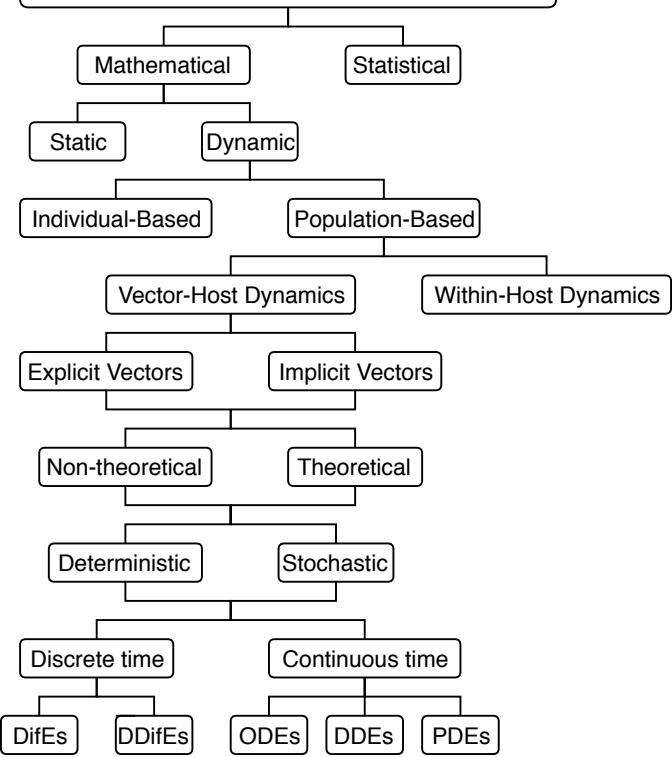 Mathematical
Statistical
Static
Dynamic
Individual-Based
Population-Based
Vector-Host Dynamics
Within-Host Dynamics
Explicit Vectors
Implicit Vectors
Non-theoretical
Theoretical
Deterministic
Stochastic
Discrete time
Continuous time
DifEs
DDifEs
ODEs
DDEs
PDEs